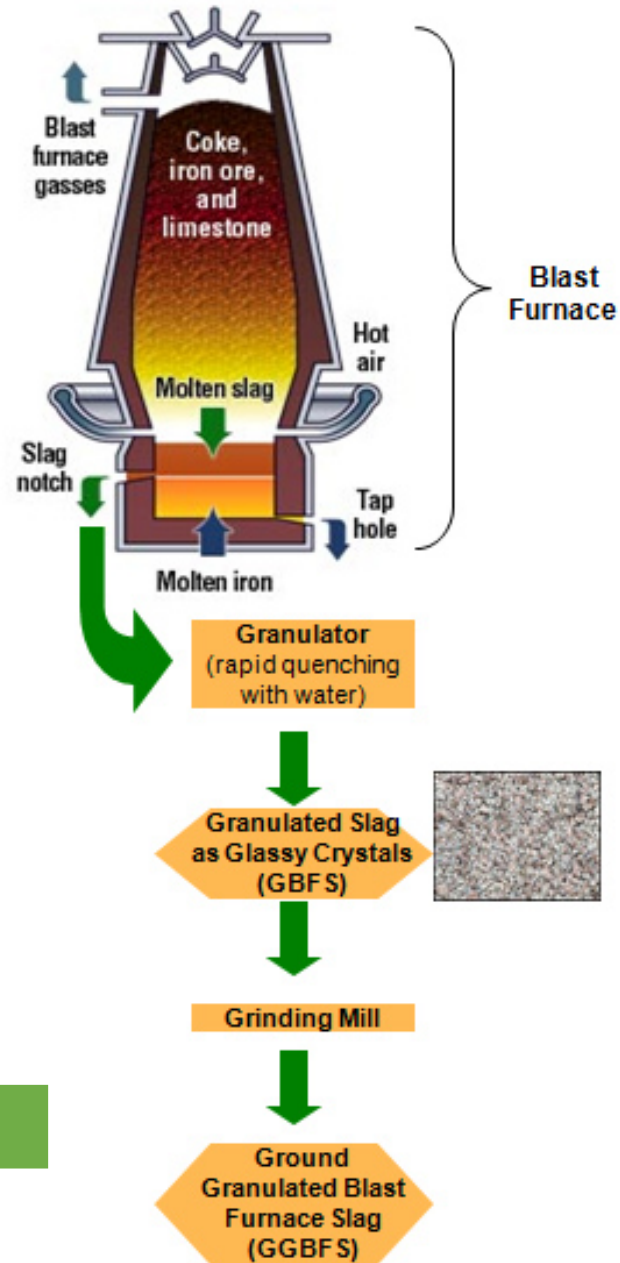 Blast
furnace
gasses
Coke,
iron ore,
and
limestone
Blast
Furnace
Hot
air
Molten slag
Slag
notch
Tap
hole
Molten iron
Granulator
(rapid quenching
with water)
Granulated Slag
as Glassy Crystals
(GBFS)
Grinding Mill
Ground
Granulated Blast
Furnace Slag
(GGBFS)